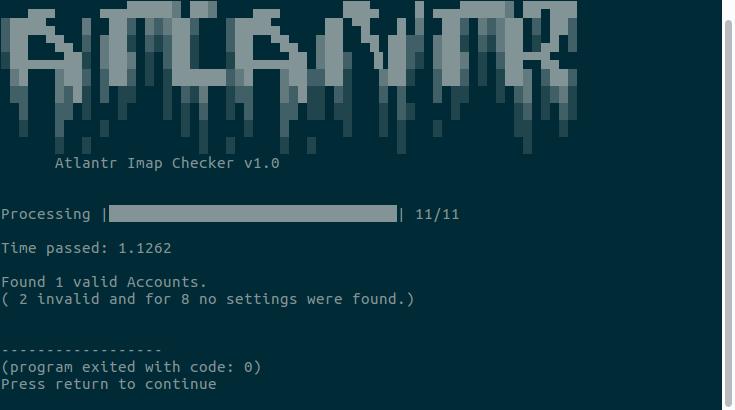 ATLANTR
Atlantr Imap Checker v1.0
Processing | | 11/11
Time passed: 1.1262
Found 1 valid Accounts.
( 2 invalid and for 8 no settings were found.)
------------------
(program exited with code: 0)
Press return to continue